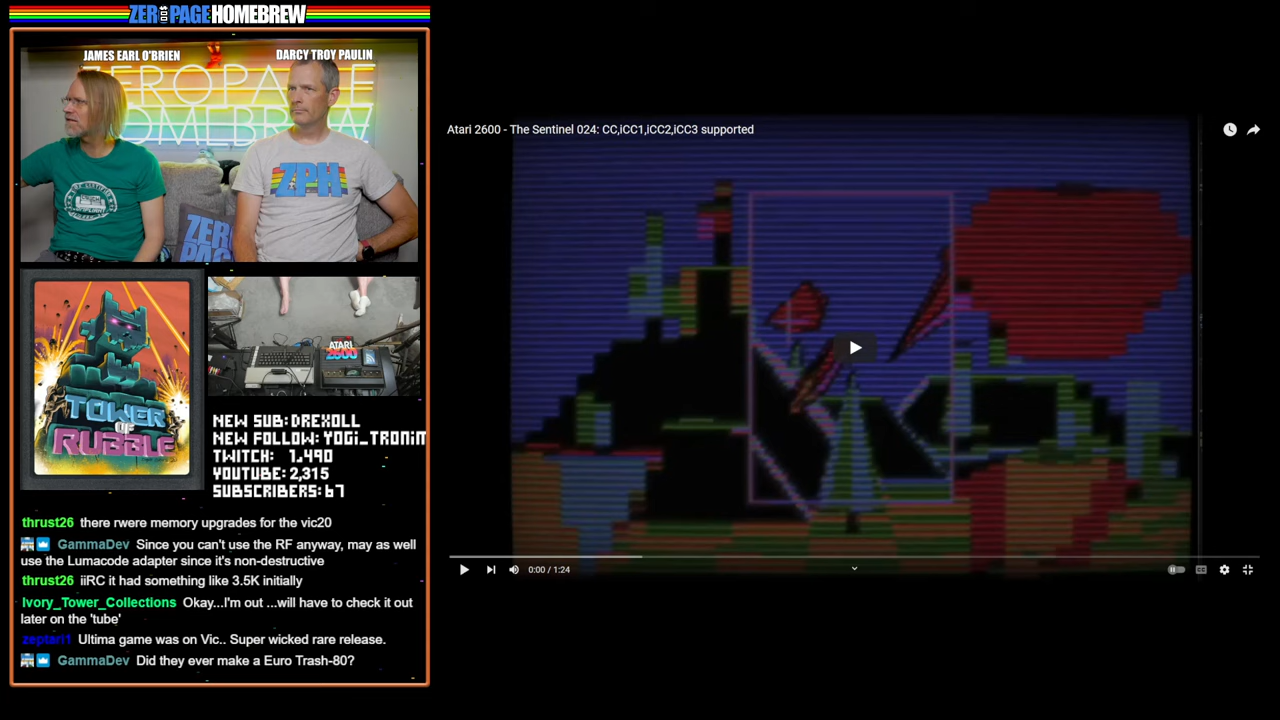 ZEROPAGE HOMEBREW
JAMES EARL O'BRIEN
DARCY TROY PAULIN
ZEROPAGE
HOMEBREW
ZPH
ZERO
PAGE
ATARI
2600
TOWER
OF
RUBBLE
NEW SUB: DREXOLL
NEW FOLLOW: YOGI_TRONIM
TWITCH: 1,490
YOUTUBE: 2,315
SUBSCRIBERS: 67
thrust26 there rwere memory upgrades for the vic20
GammaDev Since you can't use the RF anyway, may as well
use the Lumacode adapter since it's non-destructive
thrust26 iiRC it had something like 3.5K initially
Ivory_Tower_Collections Okay...I'm out ...will have to check it out
later on the 'tube'
zeptari1 Ultima game was on Vic.. Super wicked rare release.
GammaDev Did they ever make a Euro Trash-80?
Atari 2600 - The Sentinel 024: CC,iCC1,iCC2,iCC3 supported
0:00 / 1:24